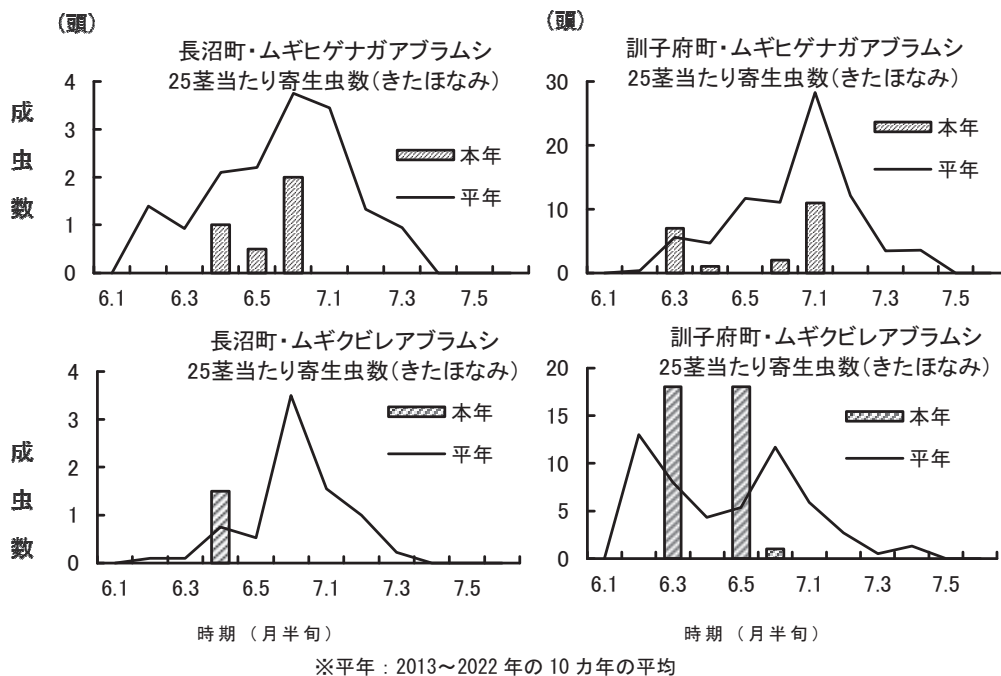 (頭)
長沼町・ムギヒゲナガアブラムシ
25茎当たり寄生虫数(きたほなみ)
成虫数
4
3
2
1
0
本年
平年
6.1 6.3 6.5 7.1 7.3 7.5
(頭)
訓子府町・ムギヒゲナガアブラムシ
25茎当たり寄生虫数(きたほなみ)
30
20
10
0
本年
平年
6.1 6.3 6.5 7.1 7.3 7.5
長沼町・ムギクビレアブラムシ
25茎当たり寄生虫数(きたほなみ)
成虫数
4
3
2
1
0
本年
平年
6.1 6.3 6.5 7.1 7.3 7.5
時期(月半旬)
訓子府町・ムギクビレアブラムシ
25茎当たり寄生虫数(きたほなみ)
20
15
10
5
0
本年
平年
6.1 6.3 6.5 7.1 7.3 7.5
時期(月半旬)
※平年:2013～2022年の10カ年の平均